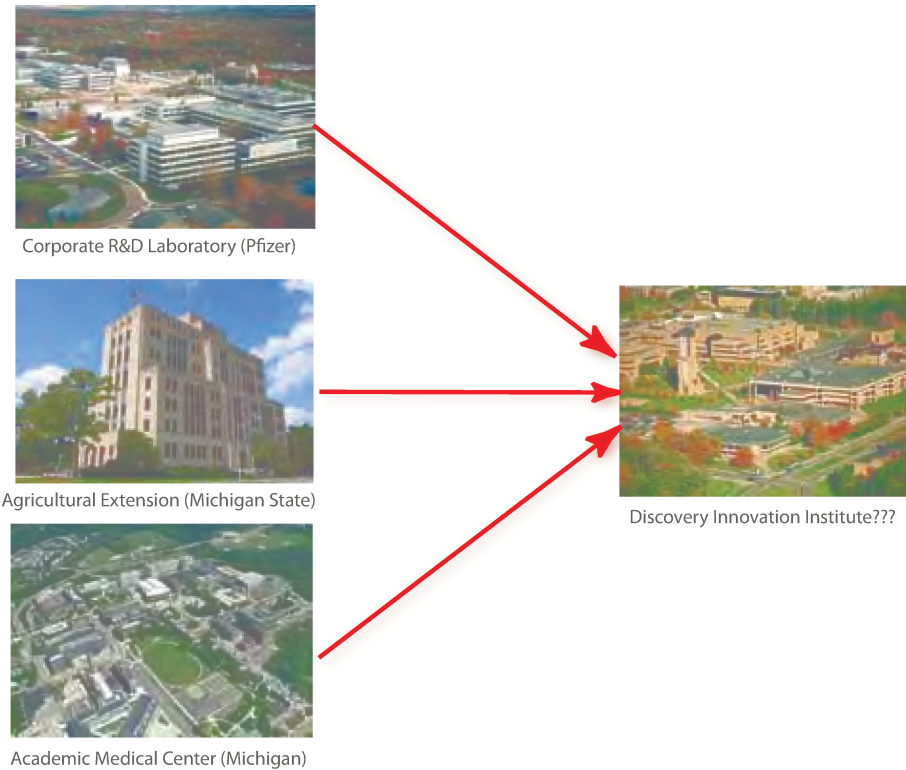 Corporate R&D Laboratory (Pfizer)
Agricultural Extension (Michigan State)
Discovery Innovation Institute???
Academic Medical Center (Michigan)